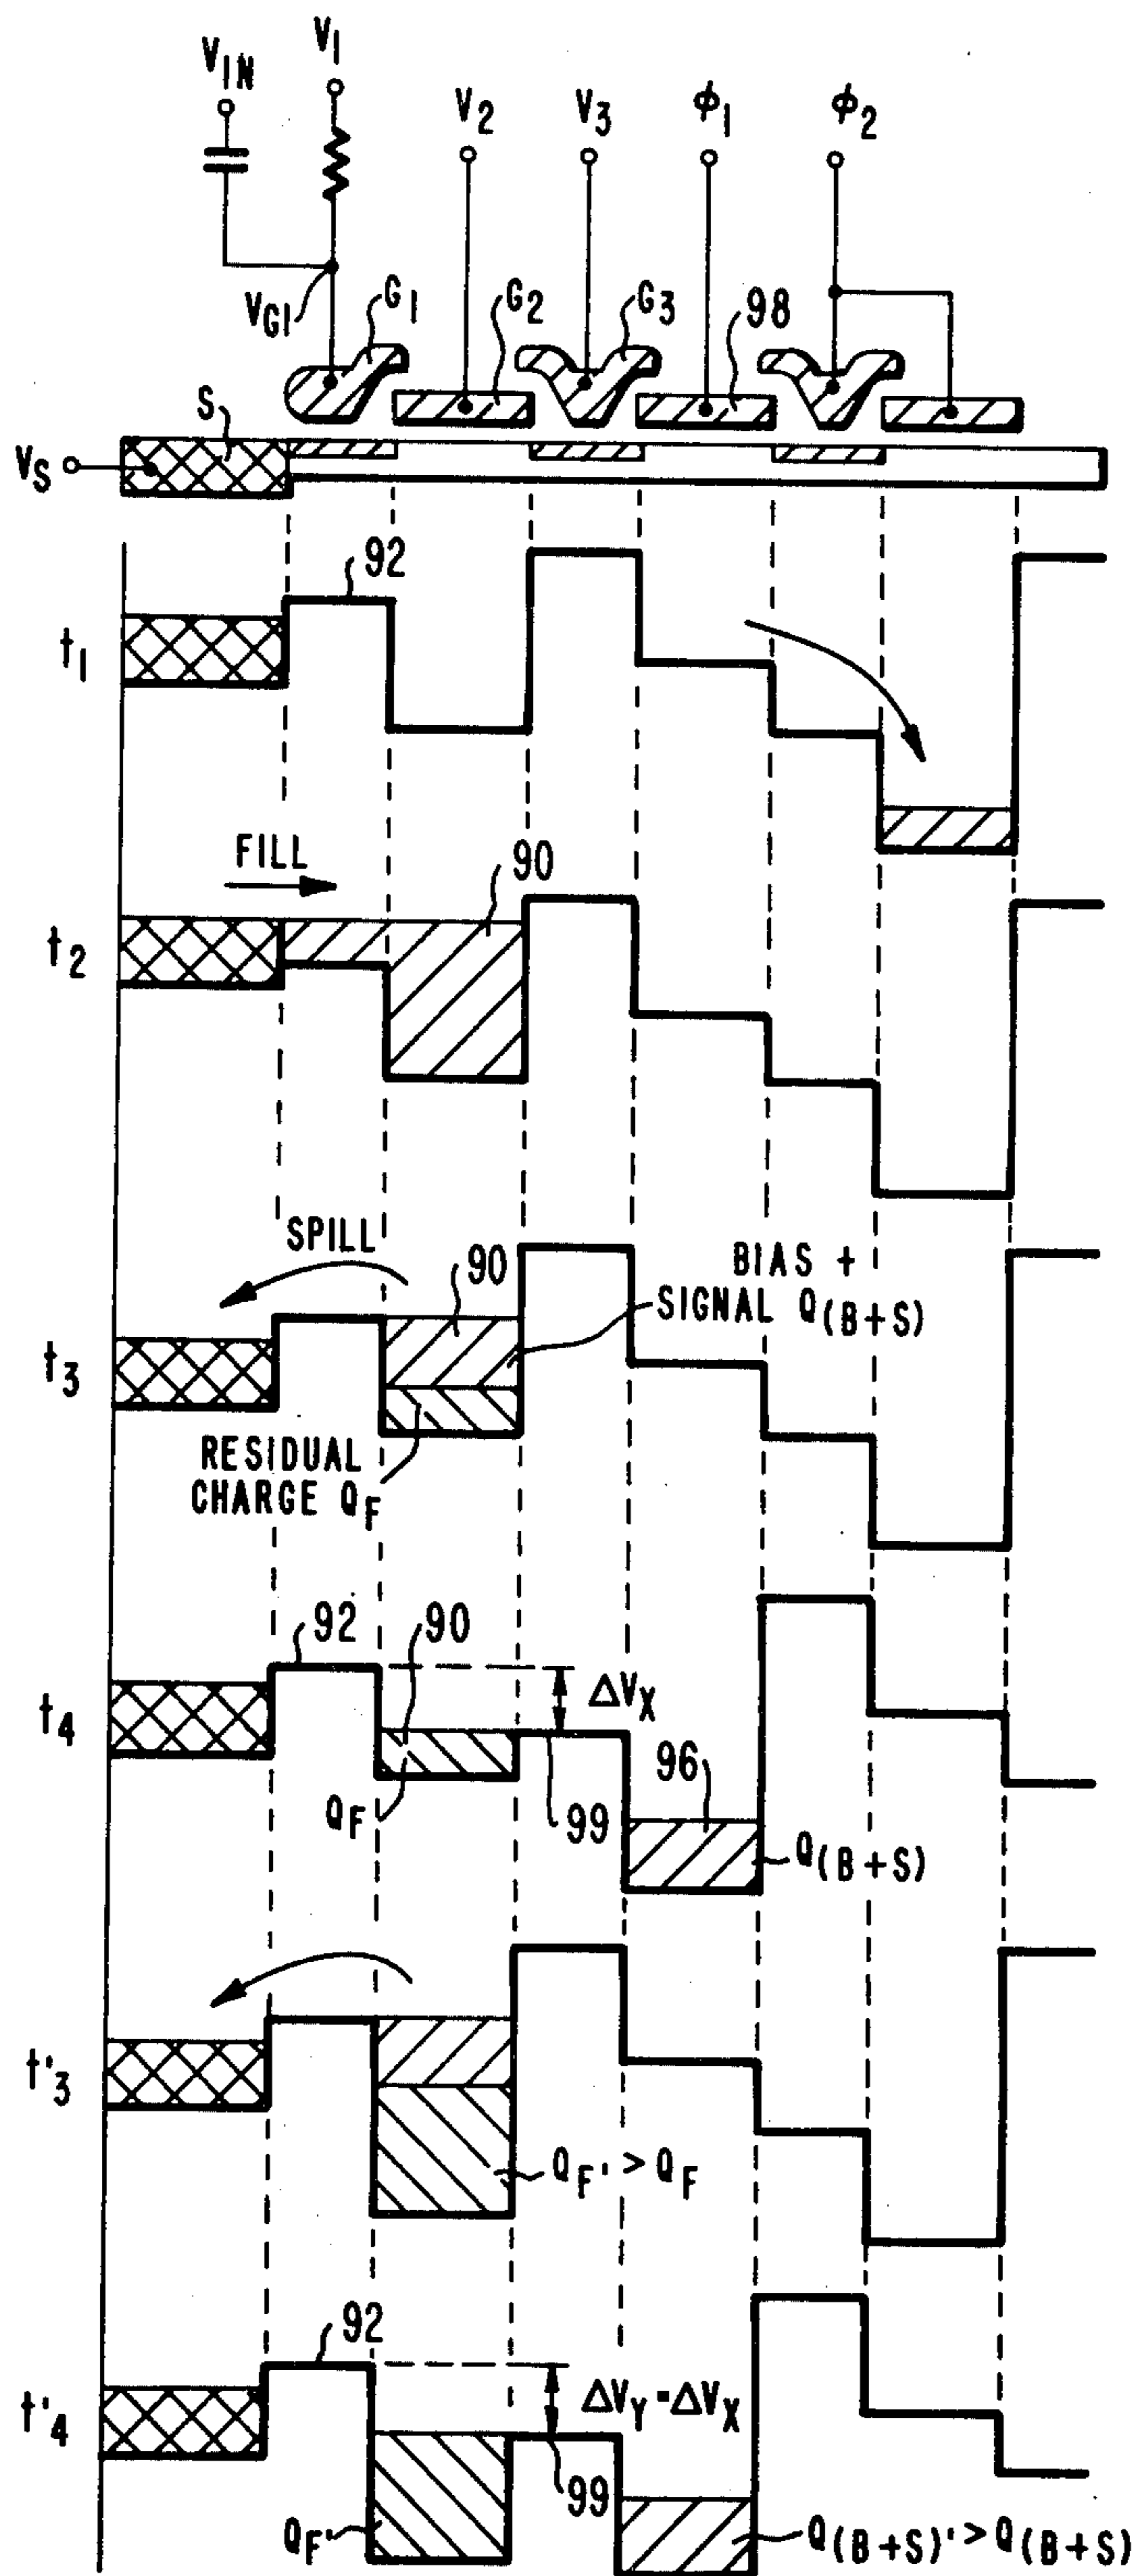 V_IN
V_1
V_2
V_3
ϕ_1
ϕ_2
V_G1
G_1
G_2
G_3
98
S
V_S
92
t_1
FILL
90
t_2
SPILL
90
BIAS +
SIGNAL Q_(B+S)
t_3
RESIDUAL
CHARGE Q_F
92
90
ΔV_X
t_4
96
Q_F
99
Q_(B+S)
t'_3
Q_F' > Q_F
92
ΔV_Y = ΔV_X
t'_4
99
Q_F'
Q_(B+S)' > Q_(B+S)